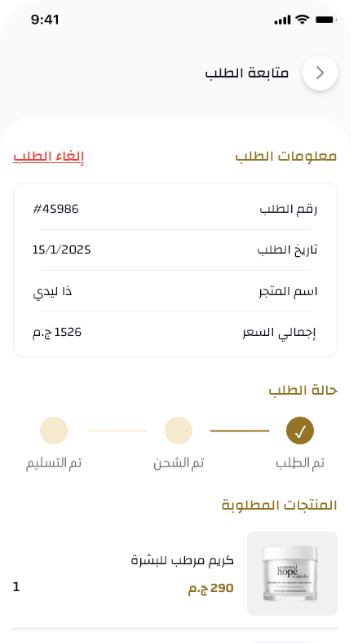 9:41
متابعة الطلب
معلومات الطلب
إلغاء الطلب
رقم الطلب #45986
تاريخ الطلب 15/1/2025
اسم المتجر ذا ليدي
إجمالي السعر 1526 ج.م
حالة الطلب
تم الطلب تم الشحن تم التسليم
المنتجات المطلوبة
كريم مرطب للبشرة
290 ج.م
1
hope